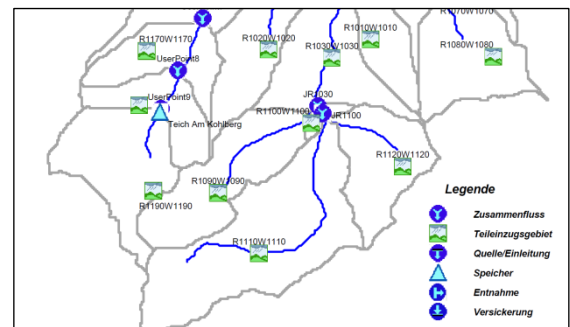 R1070W1070
R1010W1010
R1170W1170
R1020W1020
R1030W1030
R1080W1080
UserPoint8
UserPoint9
JR1030
R1100W1100
JR1100
Teich Am Kohlberg
R1120W1120
R1090W1090
R1190W1190
R1110W1110
Legende
Zusammenfluss
Teileinzugsgebiet
Quelle/Einleitung
Speicher
Entnahme
Versickerung